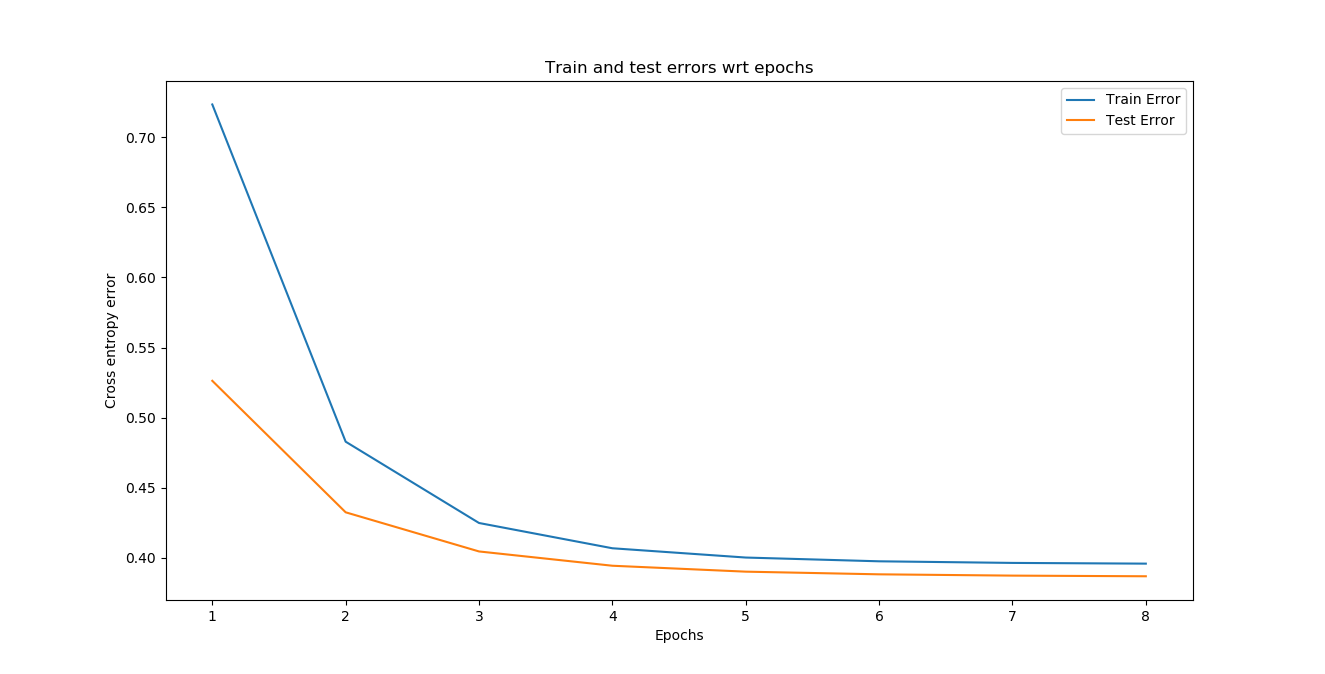 Train and test errors wrt epochs
Train Error
Test Error
Cross entropy error
0.70
0.65
0.60
0.55
0.50
0.45
0.40
1 2 3 4 5 6 7 8
Epochs